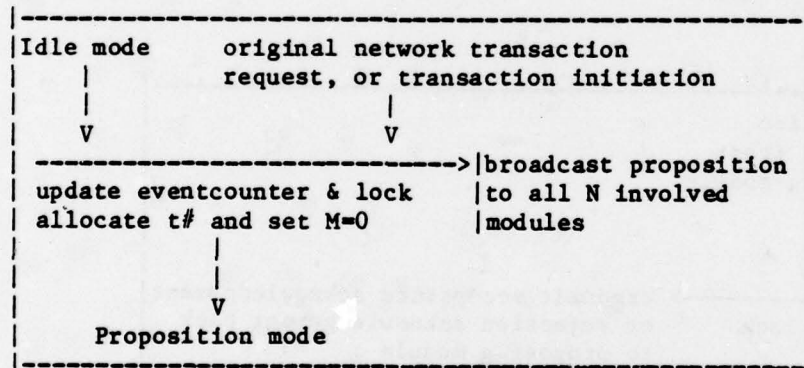 Idle mode original network transaction
request, or transaction initiation
V V
> broadcast proposition
update eventcounter & lock to all N involved
allocate t# and set M=0 modules
V
Proposition mode